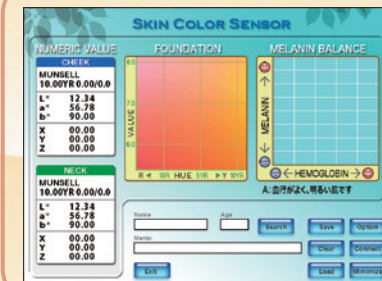 SKIN COLOR SENSOR
NUMERIC VALUE
CHEEK
MUNSELL
10.00YR 0.00/0.0
L* 12.34
a* 56.78
b* 90.00
X 00.00
Y 00.00
Z 00.00
NECK
MUNSELL
10.00YR 0.00/0.0
L* 12.34
a* 56.78
b* 90.00
X 00.00
Y 00.00
Z 00.00
FOUNDATION
8.0
7.0
6.0
VALUE
R 10R HUE 5YR Y 10YR
MELANIN BALANCE
MELANIN
HEMOGLOBIN
A: 血行がよく、明るい肌です
Name
Age
Search
Save
Option
Memo
Clear
Connect
Exit
Load
Minimize